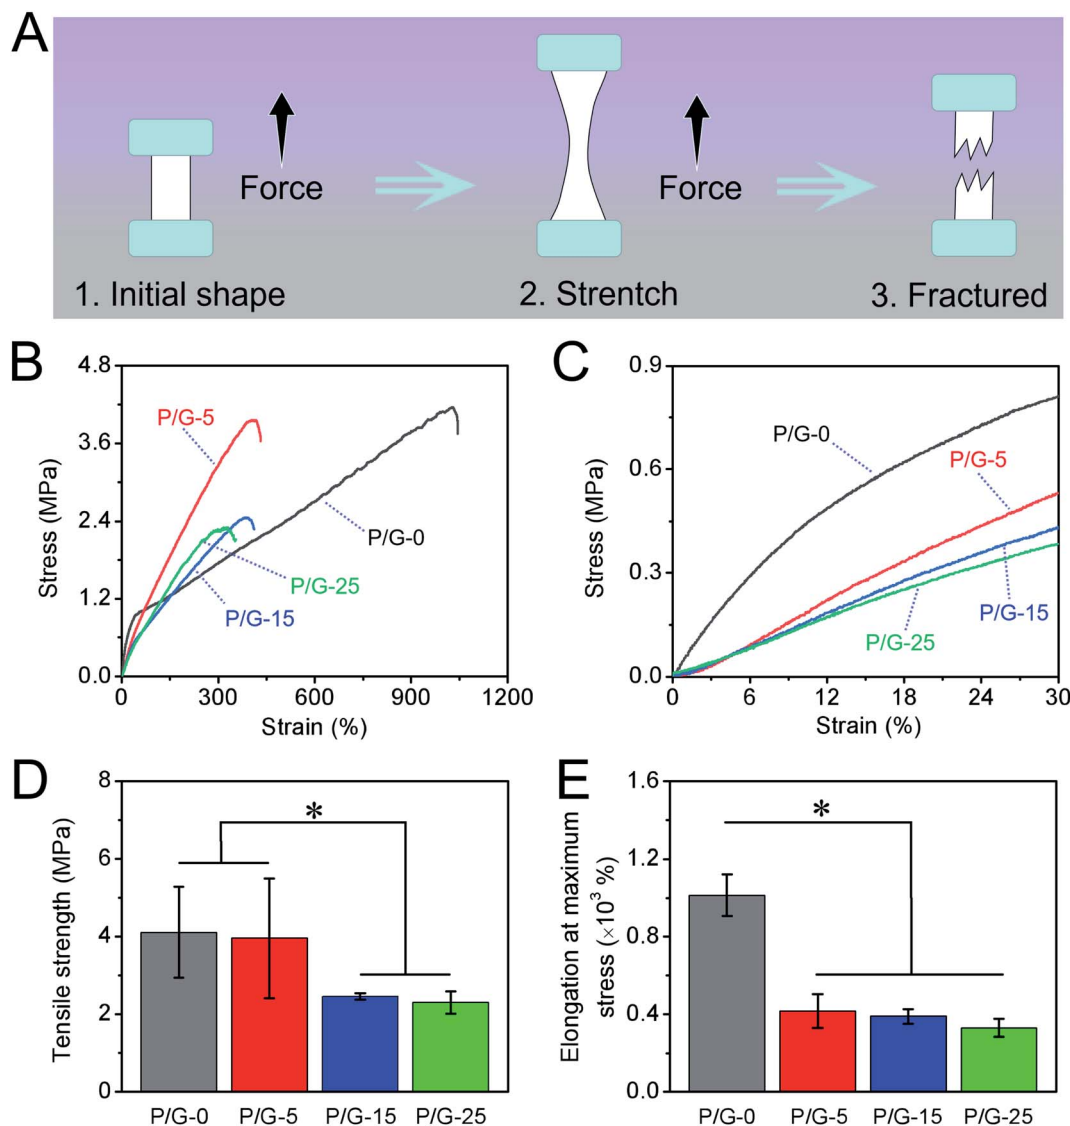 A
Force
Force
1. Initial shape
2. Strentch
3. Fractured
B
4.8
3.6
2.4
1.2
0.0
Stress (MPa)
P/G-5
P/G-0
P/G-25
P/G-15
0
300
600
900
1200
Strain (%)
C
0.9
0.6
0.3
0.0
Stress (MPa)
P/G-0
P/G-5
P/G-15
P/G-25
0
6
12
18
24
30
Strain (%)
D
8
6
4
2
0
Tensile strength (MPa)
*
P/G-0
P/G-5
P/G-15
P/G-25
E
1.6
1.2
0.8
0.4
0.0
Elongation at maximum
stress (×10³ %)
*
P/G-0
P/G-5
P/G-15
P/G-25